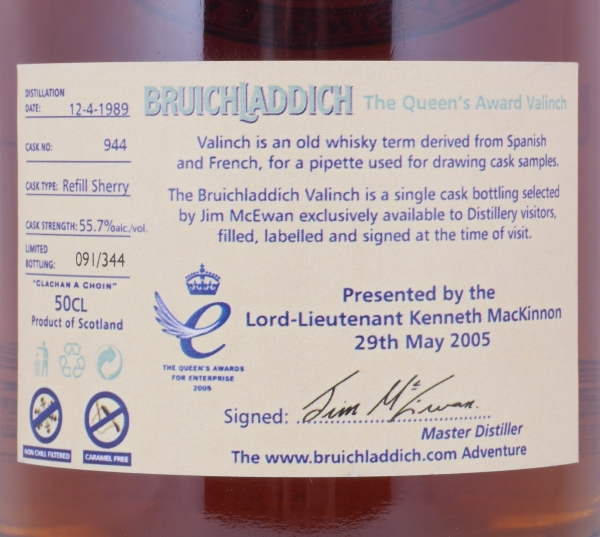 DISTILLATION
DATE: 12-4-1989
CASK NO: 944
CASK TYPE: Refill Sherry
CASK STRENGTH: 55.7%alc./vol.
LIMITED
BOTTLING: 091/344
"CLACHAN A CHOIN"
50CL
Product of Scotland
NON CHILL FILTERED
CARAMEL FREE
BRUICHLADDICH The Queen's Award Valinch
Valinch is an old whisky term derived from Spanish
and French, for a pipette used for drawing cask samples.
The Bruichladdich Valinch is a single cask bottling selected
by Jim McEwan exclusively available to Distillery visitors,
filled, labelled and signed at the time of visit.
THE QUEEN'S AWARDS
FOR ENTERPRISE
2005
Presented by the
Lord-Lieutenant Kenneth MacKinnon
29th May 2005
Signed: Jim McEwan
Master Distiller
The www.bruichladdich.com Adventure